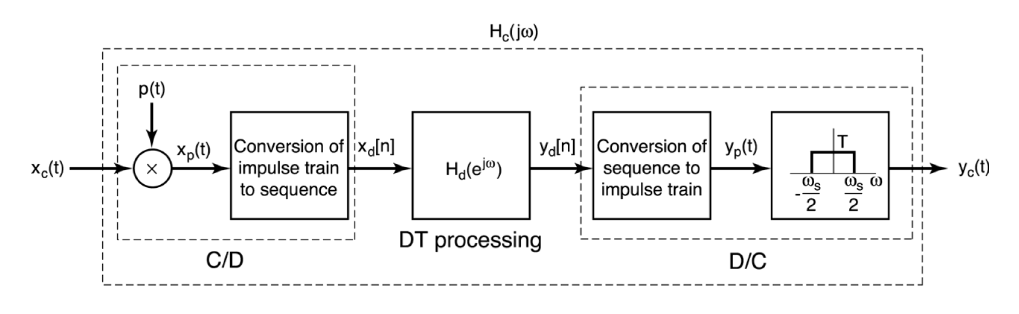 H_c(jω)
p(t)
x_c(t)
×
x_p(t)
Conversion of
impulse train
to sequence
x_d[n]
H_d(e^{jω})
y_d[n]
Conversion of
sequence to
impulse train
y_p(t)
T
-ω_s/2
ω_s/2
ω
y_c(t)
C/D
DT processing
D/C